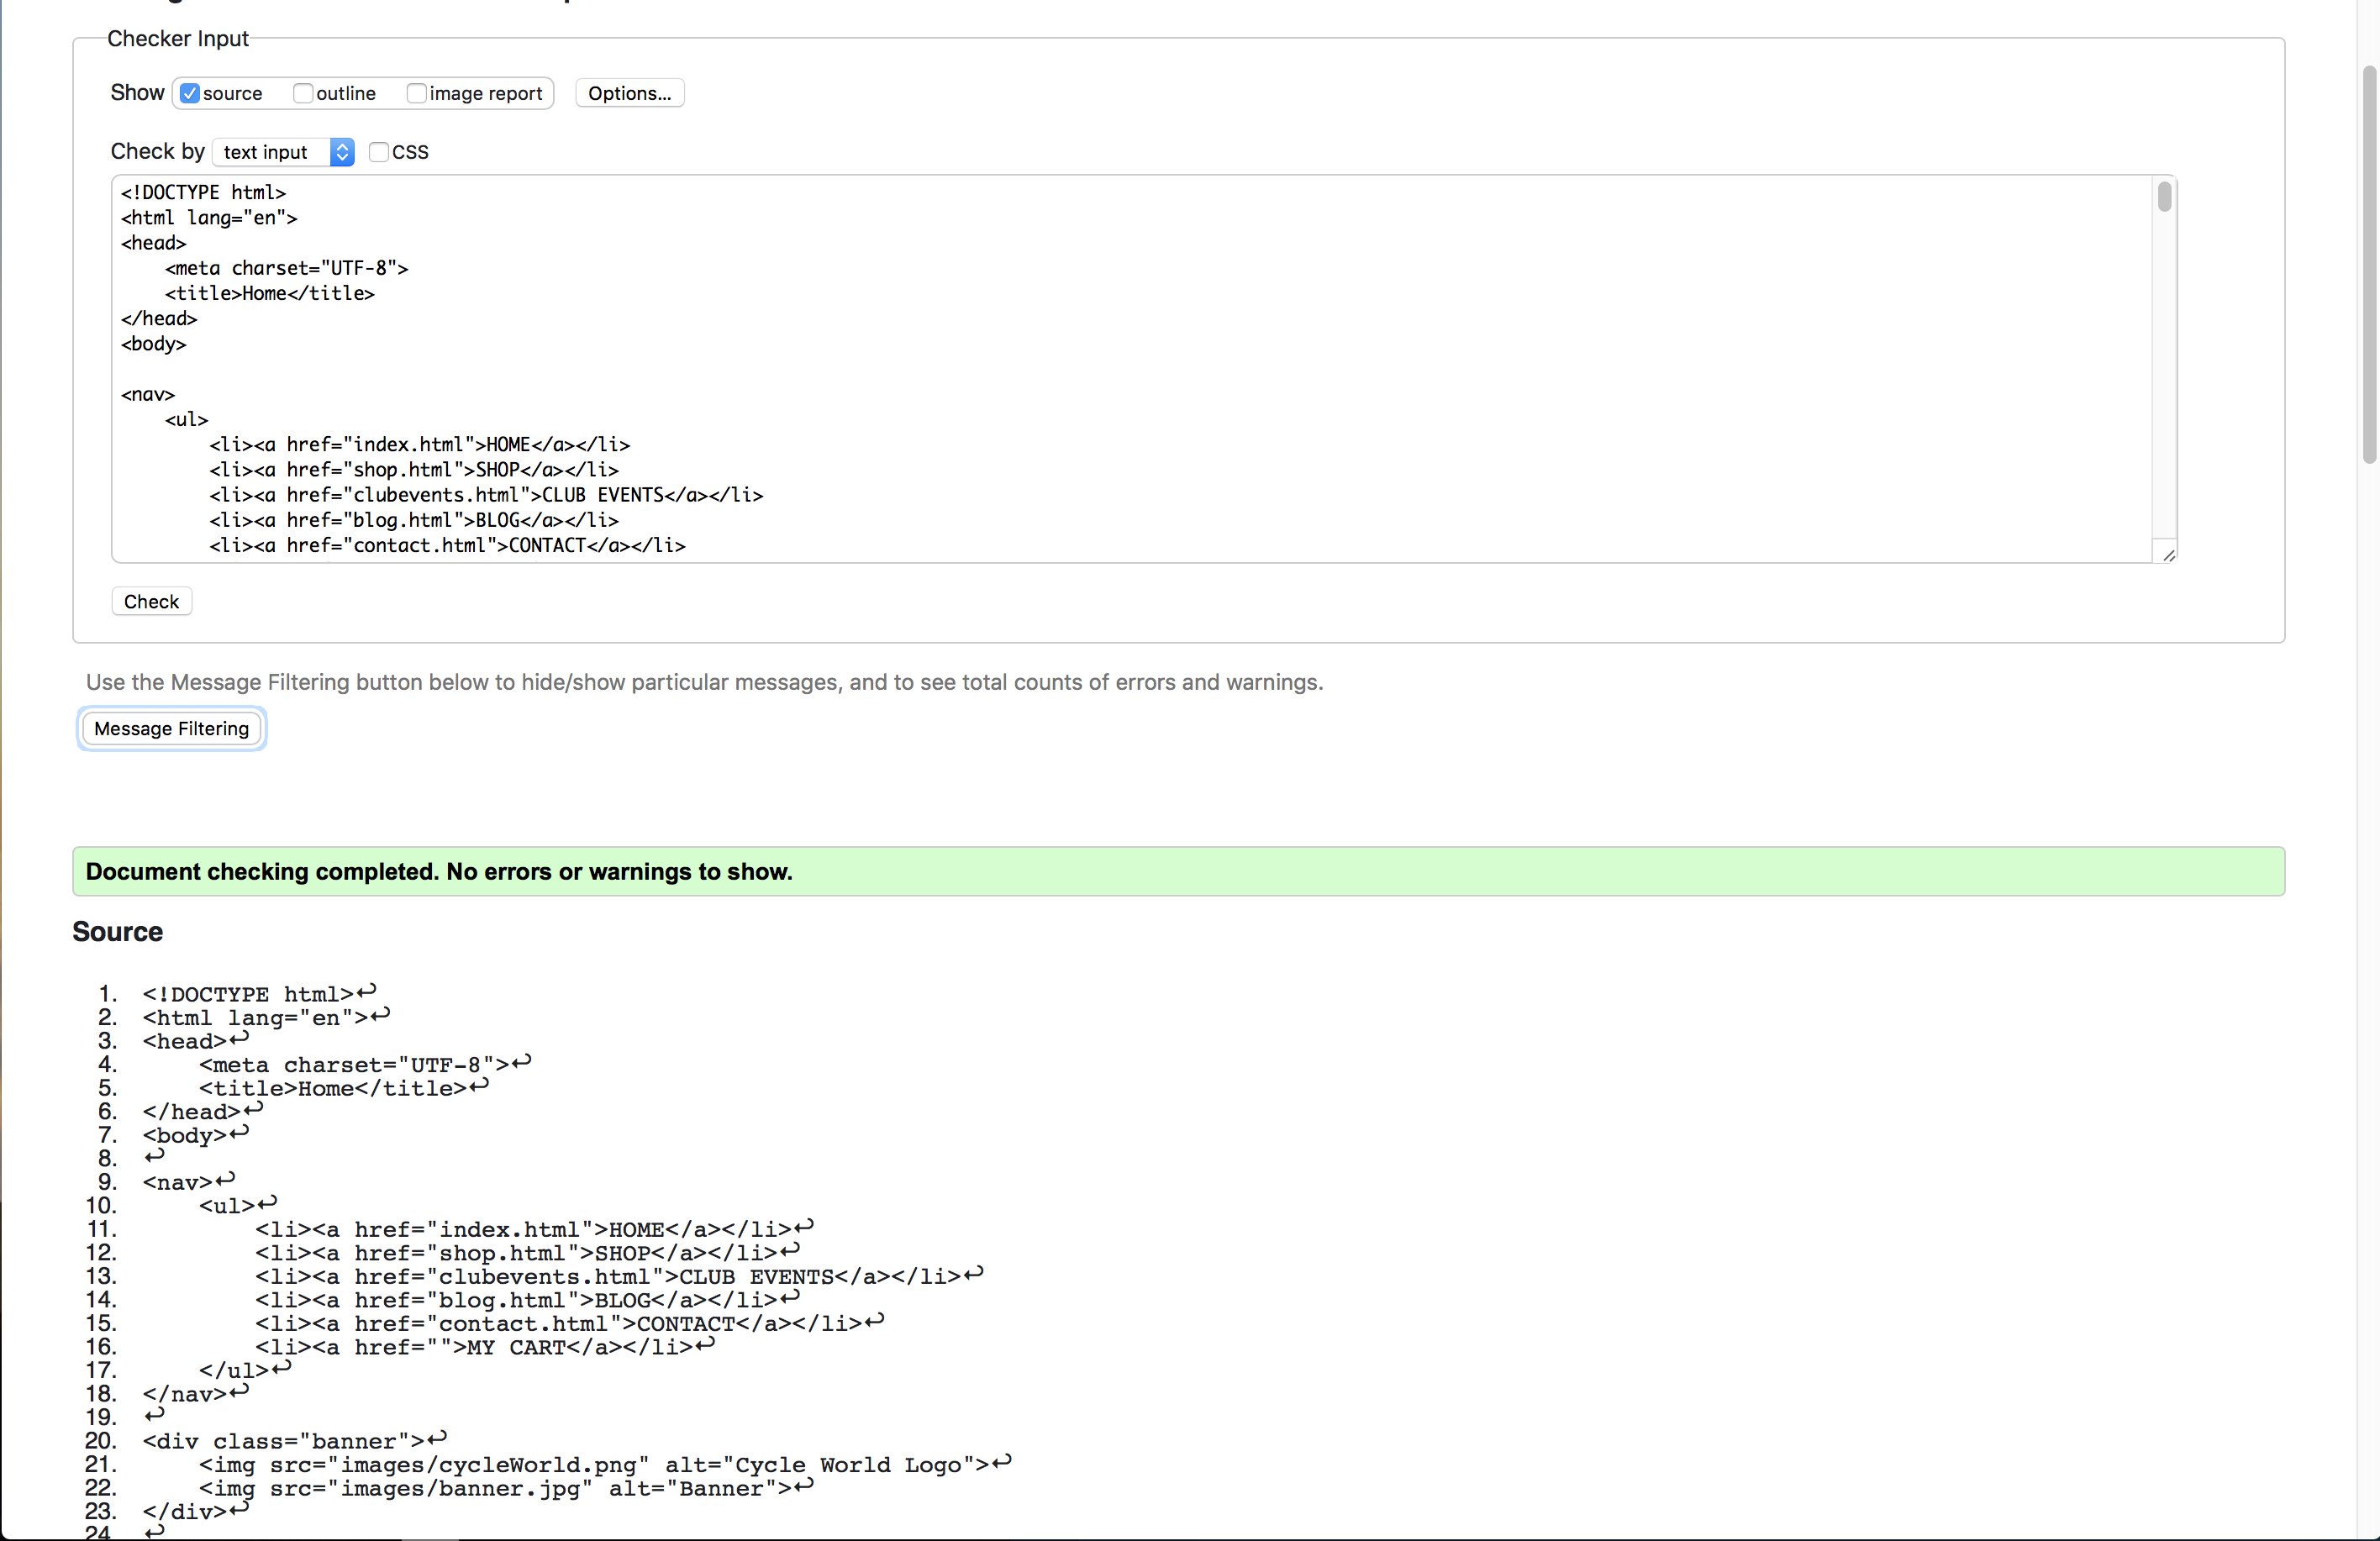 Checker Input
Show source outline image report Options...
Check by text input CSS
<!DOCTYPE html>
<html lang="en">
<head>
    <meta charset="UTF-8">
    <title>Home</title>
</head>
<body>
<nav>
    <ul>
        <li><a href="index.html">HOME</a></li>
        <li><a href="shop.html">SHOP</a></li>
        <li><a href="clubevents.html">CLUB EVENTS</a></li>
        <li><a href="blog.html">BLOG</a></li>
        <li><a href="contact.html">CONTACT</a></li>
Check
Use the Message Filtering button below to hide/show particular messages, and to see total counts of errors and warnings.
Message Filtering
Document checking completed. No errors or warnings to show.
Source
1. <!DOCTYPE html>↩
2. <html lang="en">↩
3. <head>↩
4.     <meta charset="UTF-8">↩
5.     <title>Home</title>↩
6. </head>↩
7. <body>↩
8. ↩
9. <nav>↩
10.     <ul>↩
11.         <li><a href="index.html">HOME</a></li>↩
12.         <li><a href="shop.html">SHOP</a></li>↩
13.         <li><a href="clubevents.html">CLUB EVENTS</a></li>↩
14.         <li><a href="blog.html">BLOG</a></li>↩
15.         <li><a href="contact.html">CONTACT</a></li>↩
16.         <li><a href="">MY CART</a></li>↩
17.     </ul>↩
18. </nav>↩
19. ↩
20. <div class="banner">↩
21.     <img src="images/cycleWorld.png" alt="Cycle World Logo">↩
22.     <img src="images/banner.jpg" alt="Banner">↩
23. </div>↩
24. ↩